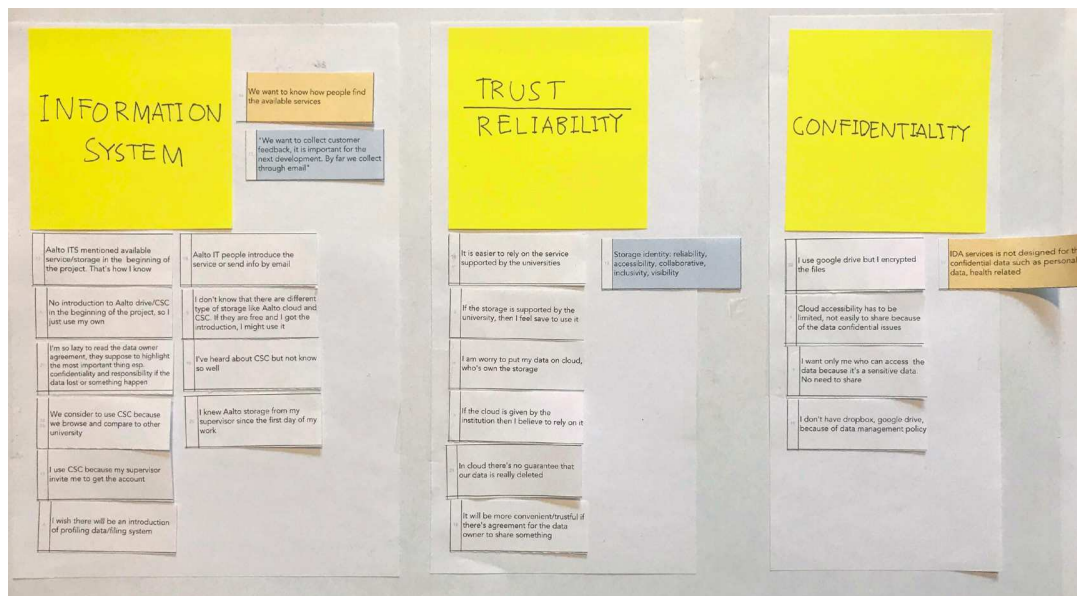 INFORMATION
SYSTEM
We want to know how people find
the available services
"We want to collect customer
feedback, it is important for the
next development. By far we collect
through email"
Aalto ITS mentioned available
service/storage in the beginning of
the project. That's how I know
No introduction to Aalto drive/CSC
in the beginning of the project, so I
just use my own
I'm so lazy to read the data owner
agreement, they suppose to highlight
the most important thing esp.
confidentiality and responsibility if the
data lost or something happen
We consider to use CSC because
we browse and compare to other
university
I use CSC because my supervisor
invite me to get the account
I wish there will be an introduction
of profiling data/filing system
Aalto IT people introduce the
service or send info by email
I don't know that there are different
type of storage like Aalto cloud and
CSC. If they are free and I got the
introduction, I might use it
I've heard about CSC but not know
so well
I knew Aalto storage from my
supervisor since the first day of my
work
TRUST
RELIABILITY
It is easier to rely on the service
supported by the universities
If the storage is supported by the
university, then I feel save to use it
I am worry to put my data on cloud,
who's own the storage
If the cloud is given by the
institution then I believe to rely on it
In cloud there's no guarantee that
our data is really deleted
It will be more convenient/trustful if
there's agreement for the data
owner to share something
Storage identity: reliability,
accessibility, collaborative,
inclusivity, visibility
CONFIDENTIALITY
I use google drive but I encrypted
the files
Cloud accessibility has to be
limited, not easily to share because
of the data confidential issues
I want only me who can access the
data because it's a sensitive data.
No need to share
I don't have dropbox, google drive,
because of data management policy
IDA services is not designed for
confidential data such as personal
data, health related